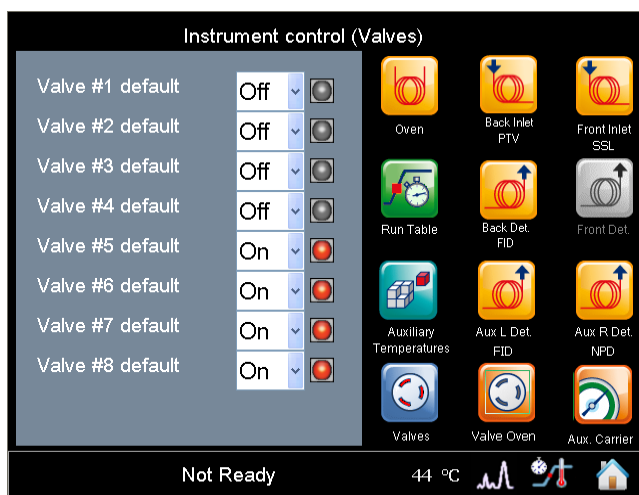 Instrument control (Valves)
Valve #1 default Off
Valve #2 default Off
Valve #3 default Off
Valve #4 default Off
Valve #5 default On
Valve #6 default On
Valve #7 default On
Valve #8 default On
Oven
Back Inlet
PTV
Front Inlet
SSL
Run Table
Back Det.
FID
Front Det.
Auxiliary
Temperatures
Aux L Det.
FID
Aux R Det.
NPD
Valves
Valve Oven
Aux. Carrier
Not Ready
44 ºC